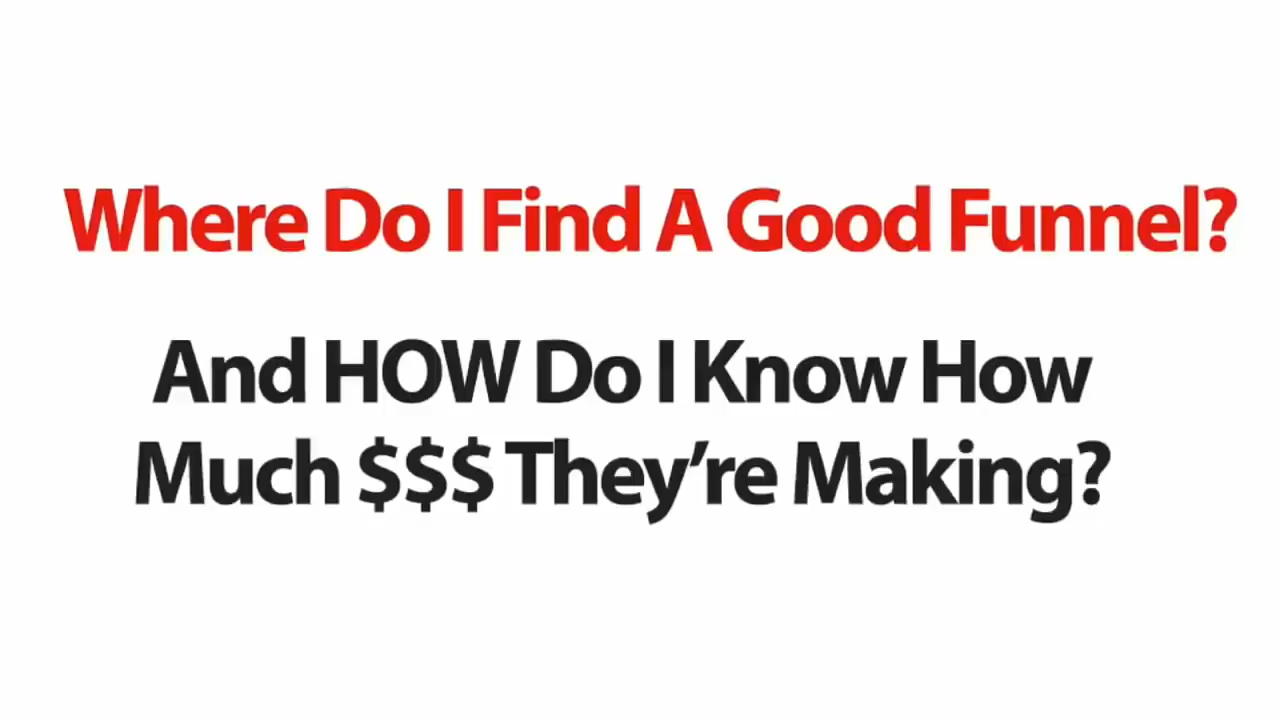 Where Do I Find A Good Funnel?
And HOW Do I Know How
Much $$$ They’re Making?